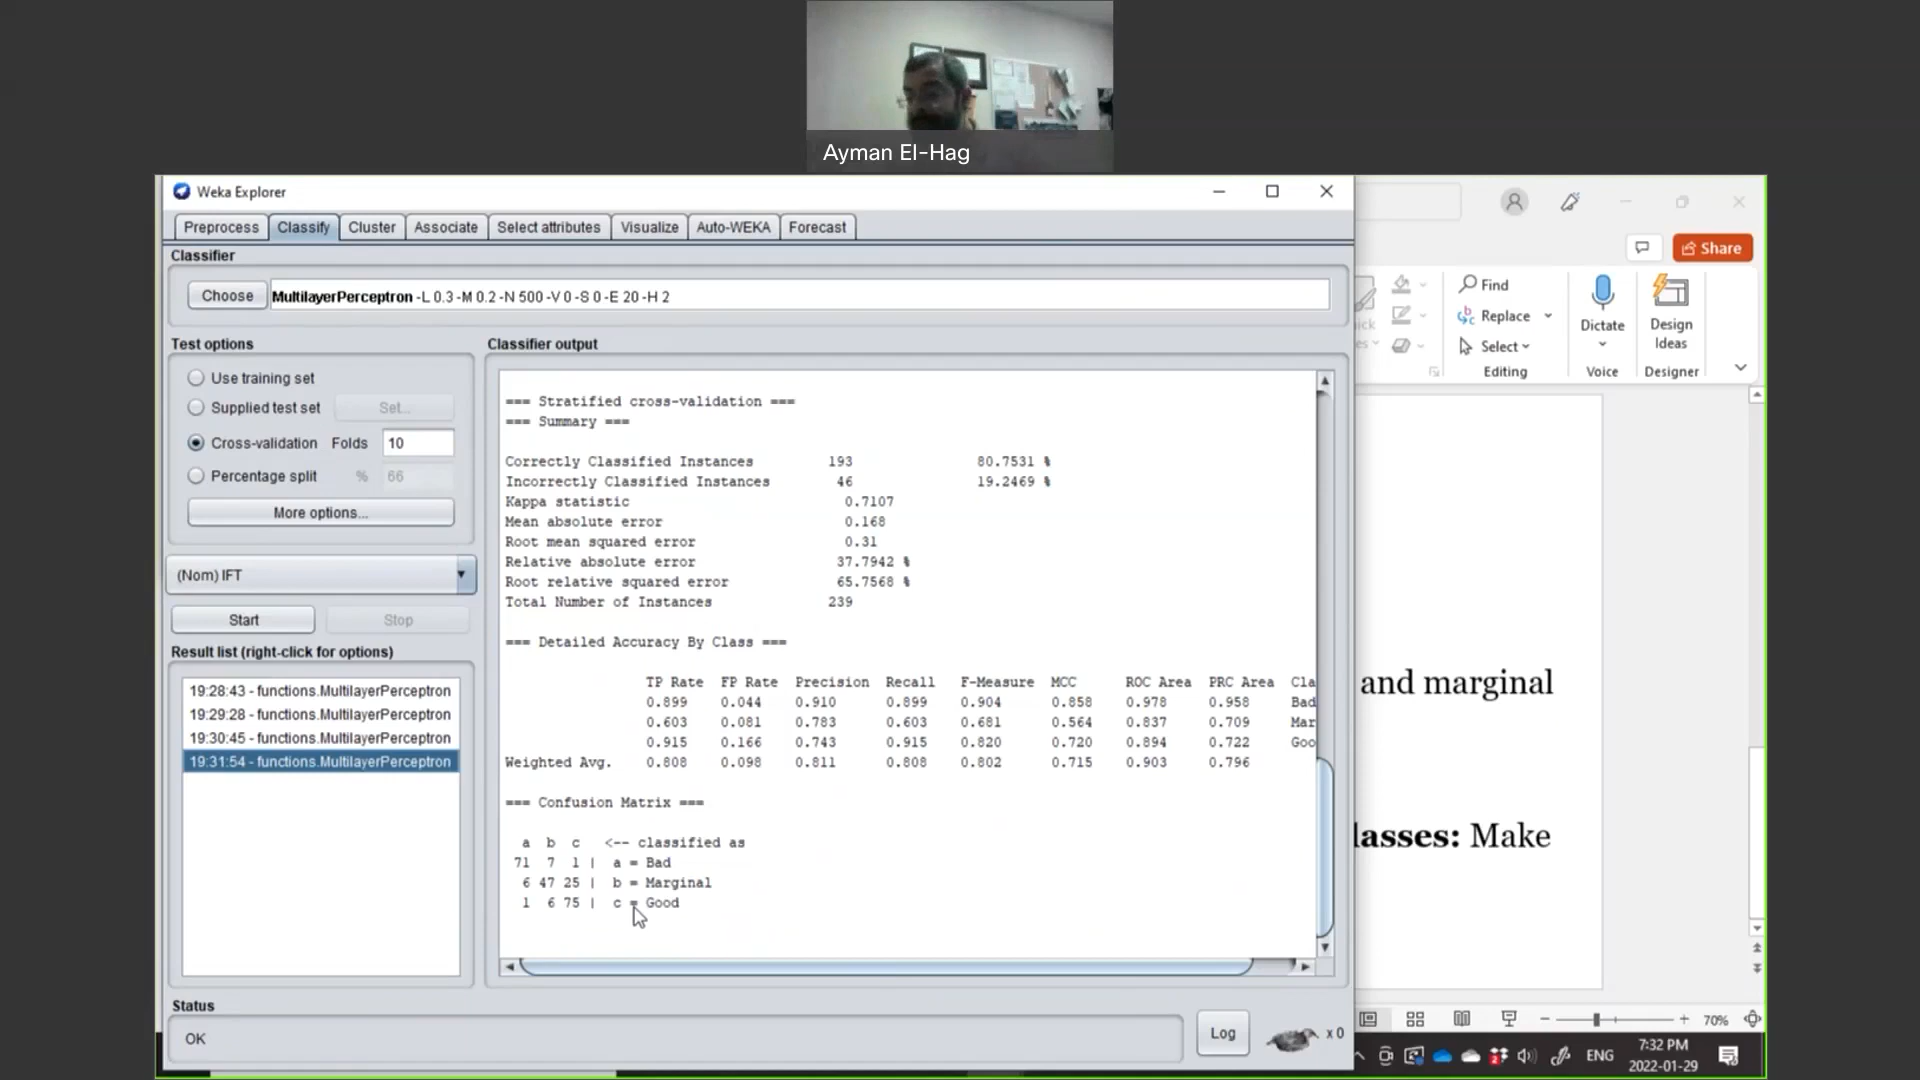 Ayman El-Hag
Weka Explorer
Preprocess Classify Cluster Associate Select attributes Visualize Auto-WEKA Forecast
Classifier
Choose MultilayerPerceptron -L 0.3 -M 0.2 -N 500 -V 0 -S 0 -E 20 -H 2
Test options
Use training set
Supplied test set Set...
Cross-validation Folds 10
Percentage split % 66
More options...
(Nom) IFT
Start Stop
Result list (right-click for options)
19:28:43 - functions.MultilayerPerceptron
19:29:28 - functions.MultilayerPerceptron
19:30:45 - functions.MultilayerPerceptron
19:31:54 - functions.MultilayerPerceptron
Classifier output
=== Stratified cross-validation ===
=== Summary ===
Correctly Classified Instances 193 80.7531 %
Incorrectly Classified Instances 46 19.2469 %
Kappa statistic 0.7107
Mean absolute error 0.168
Root mean squared error 0.31
Relative absolute error 37.7942 %
Root relative squared error 65.7568 %
Total Number of Instances 239
=== Detailed Accuracy By Class ===
TP Rate FP Rate Precision Recall F-Measure MCC ROC Area PRC Area Cla
0.899 0.044 0.910 0.899 0.904 0.858 0.978 0.958 Bad
0.603 0.081 0.783 0.603 0.681 0.564 0.837 0.709 Mar
0.915 0.166 0.743 0.915 0.820 0.720 0.894 0.722 Goo
Weighted Avg. 0.808 0.098 0.811 0.808 0.802 0.715 0.903 0.796
=== Confusion Matrix ===
a b c <-- classified as
71 7 1 | a = Bad
6 47 25 | b = Marginal
1 6 75 | c = Good
Status
OK
Log x 0
Share
Find
Replace
Select
Editing
Dictate
Voice
Design
Ideas
Designer
and marginal
lasses: Make
70%
ENG
7:32 PM
2022-01-29